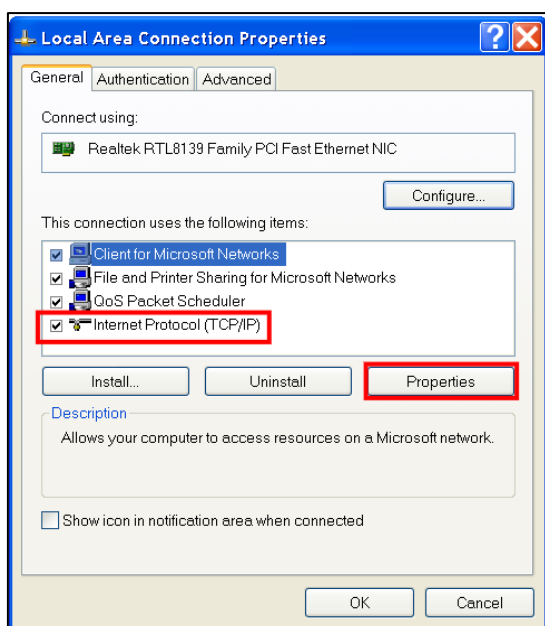 Local Area Connection Properties
General Authentication Advanced
Connect using:
Realtek RTL8139 Family PCI Fast Ethernet NIC
Configure...
This connection uses the following items:
Client for Microsoft Networks
File and Printer Sharing for Microsoft Networks
QoS Packet Scheduler
Internet Protocol (TCP/IP)
Install... Uninstall Properties
Description
Allows your computer to access resources on a Microsoft network.
Show icon in notification area when connected
OK Cancel